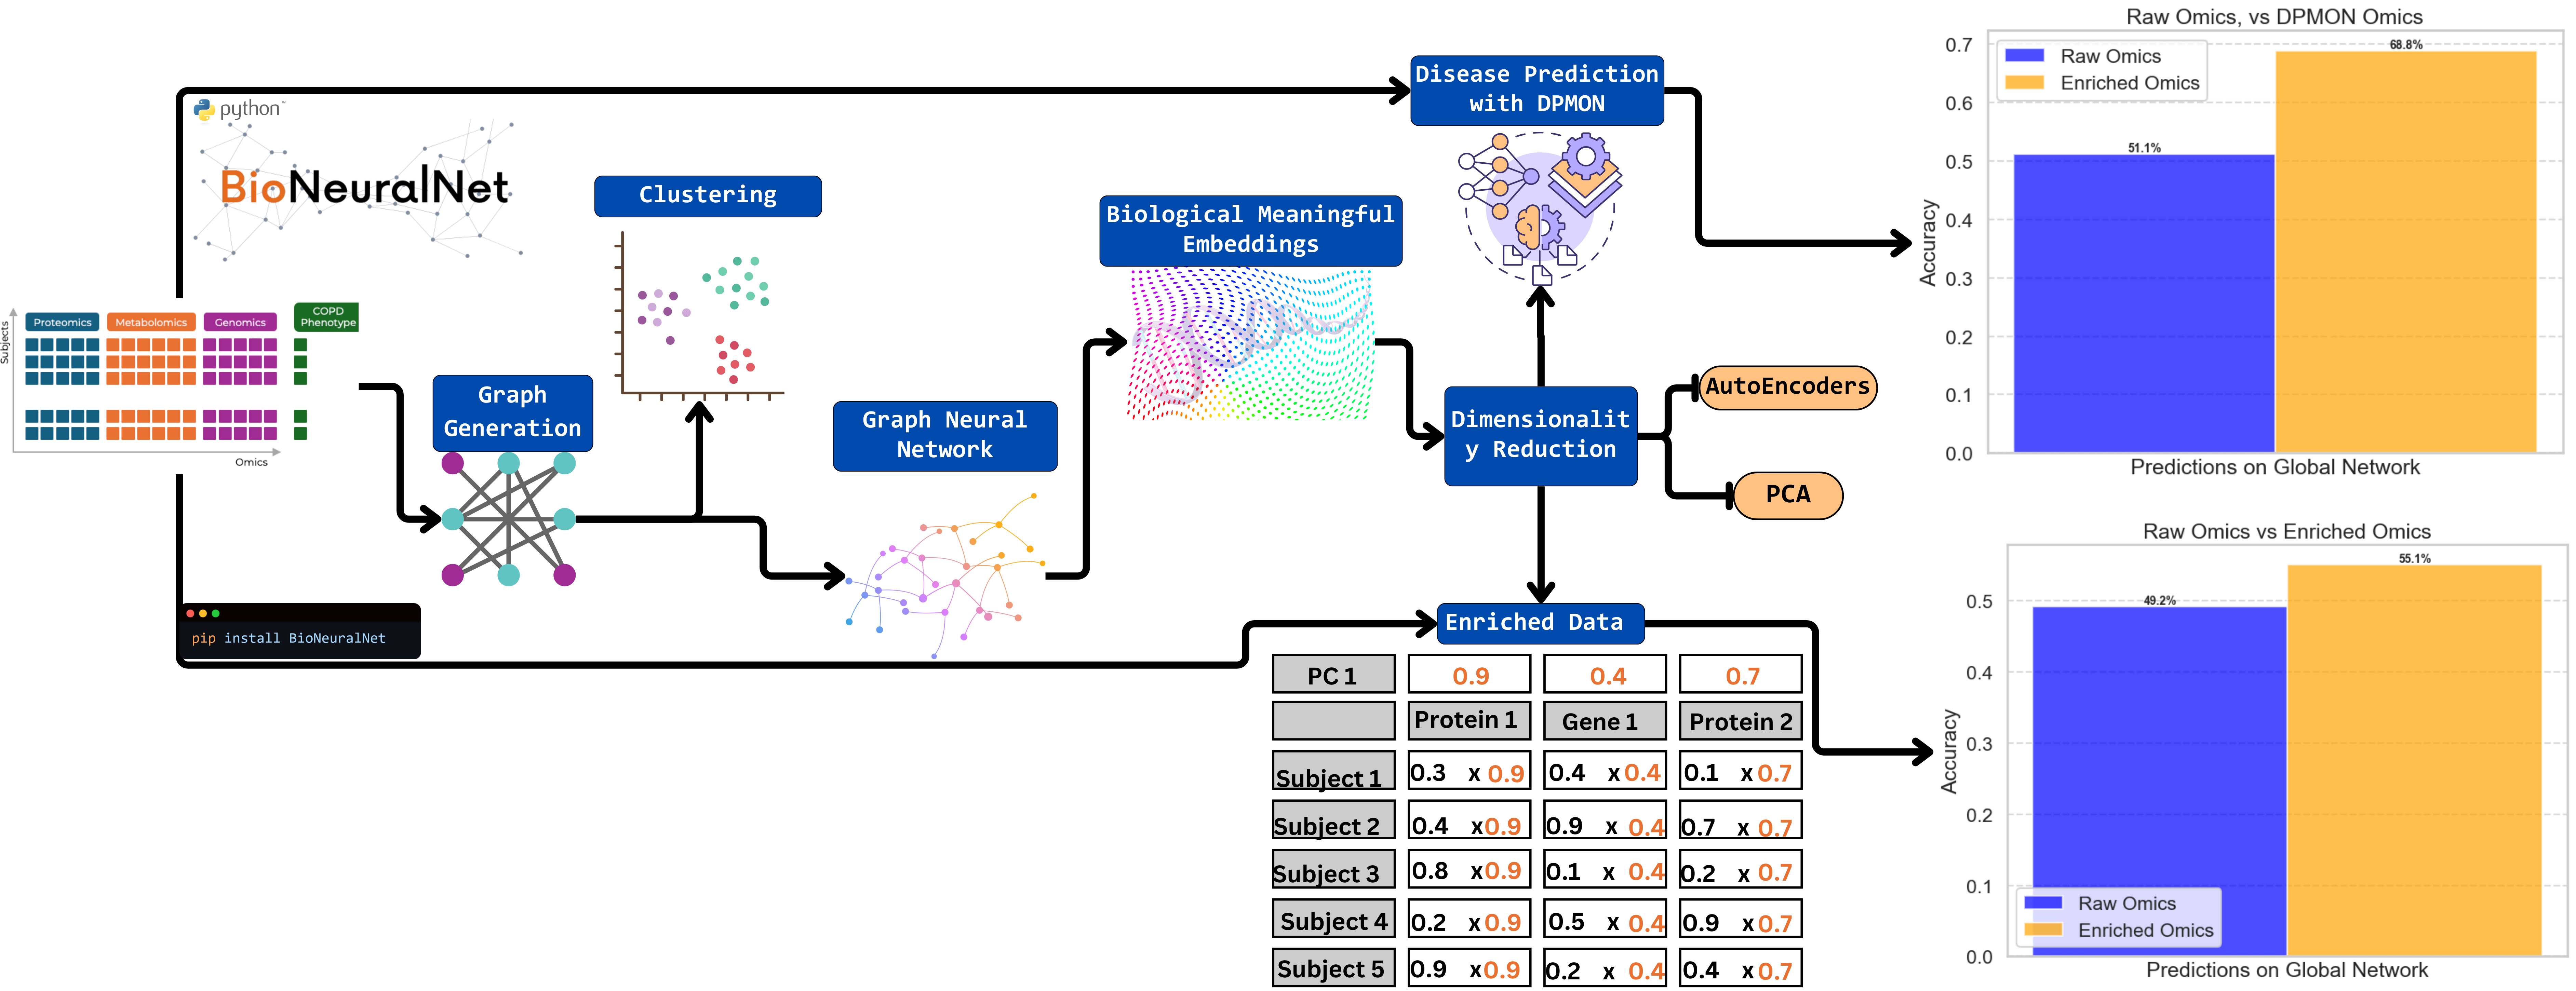 python™
BioNeuralNet
Subjects
Proteomics
Metabolomics
Genomics
COPD
Phenotype
Omics
pip install BioNeuralNet
Graph
Generation
Clustering
Graph Neural
Network
Biological Meaningful
Embeddings
Disease Prediction
with DPMON
Dimensionalit
y Reduction
AutoEncoders
PCA
Enriched Data
PC 1 0.9 0.4 0.7
Protein 1 Gene 1 Protein 2
Subject 1 0.3 x 0.9 0.4 x 0.4 0.1 x 0.7
Subject 2 0.4 x 0.9 0.9 x 0.4 0.7 x 0.7
Subject 3 0.8 x 0.9 0.1 x 0.4 0.2 x 0.7
Subject 4 0.2 x 0.9 0.5 x 0.4 0.9 x 0.7
Subject 5 0.9 x 0.9 0.2 x 0.4 0.4 x 0.7
Raw Omics, vs DPMON Omics
Raw Omics
Enriched Omics
68.8%
51.1%
Accuracy
0.7
0.6
0.5
0.4
0.3
0.2
0.1
0.0
Predictions on Global Network
Raw Omics vs Enriched Omics
55.1%
49.2%
Accuracy
0.5
0.4
0.3
0.2
0.1
0.0
Raw Omics
Enriched Omics
Predictions on Global Network